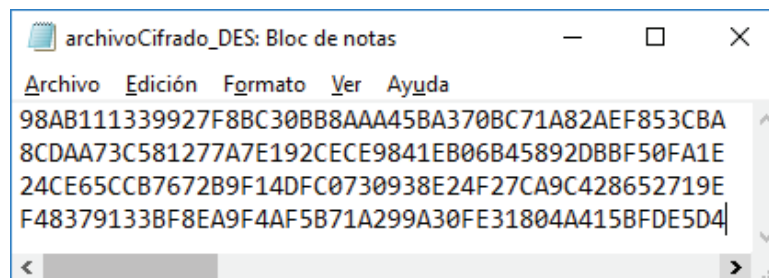 archivoCifrado_DES: Bloc de notas
Archivo Edición Formato Ver Ayuda
98AB111339927F8BC30BB8AAA45BA370BC71A82AEF853CBA
8CDAA73C581277A7E192CECE9841EB06B45892DBBF50FA1E
24CE65CCB7672B9F14DFC0730938E24F27CA9C428652719E
F48379133BF8EA9F4AF5B71A299A30FE31804A415BFDE5D4